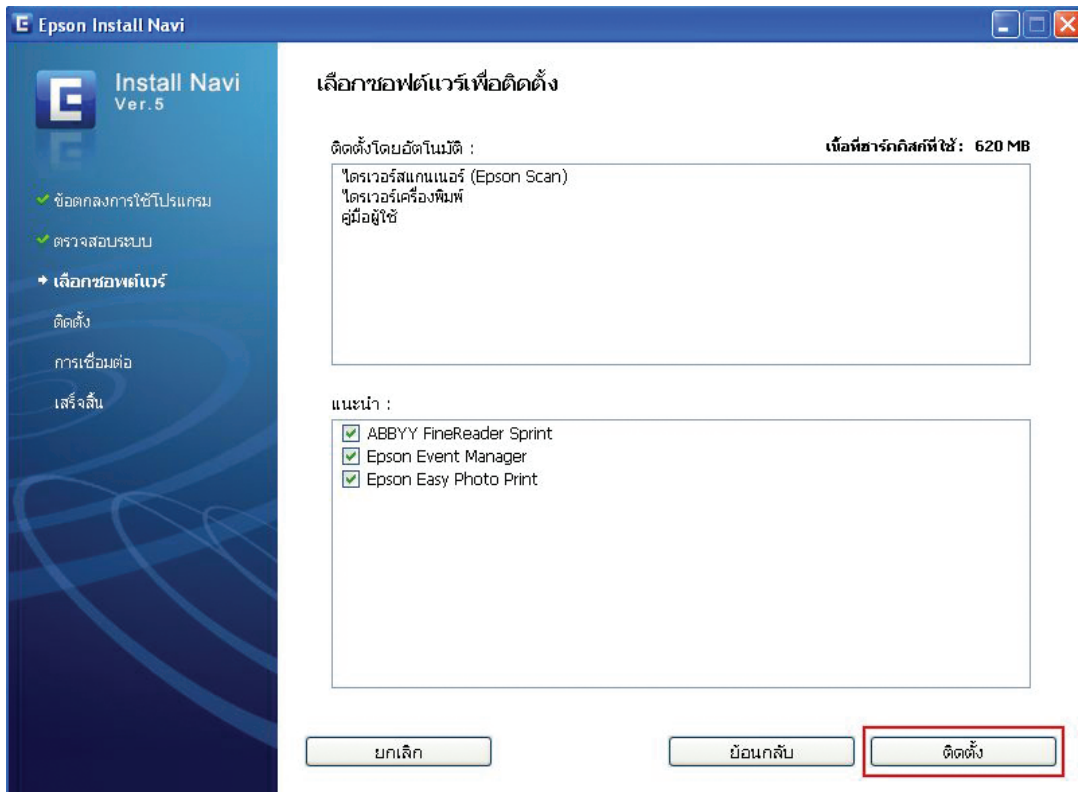 Epson Install Navi
Install Navi
Ver.5
ข้อตกลงการใช้โปรแกรม
ตรวจสอบระบบ
เลือกซอฟต์แวร์
ติดตั้ง
การเชื่อมต่อ
เสร็จสิ้น
เลือกซอฟต์แวร์เพื่อติดตั้ง
ติดตั้งโดยอัตโนมัติ :
เนื้อที่ฮาร์ดดิสก์ที่ใช้ : 620 MB
ไดรเวอร์สแกนเนอร์ (Epson Scan)
ไดรเวอร์เครื่องพิมพ์
คู่มือผู้ใช้
แนะนำ :
ABBYY FineReader Sprint
Epson Event Manager
Epson Easy Photo Print
ยกเลิก
ย้อนกลับ
ติดตั้ง